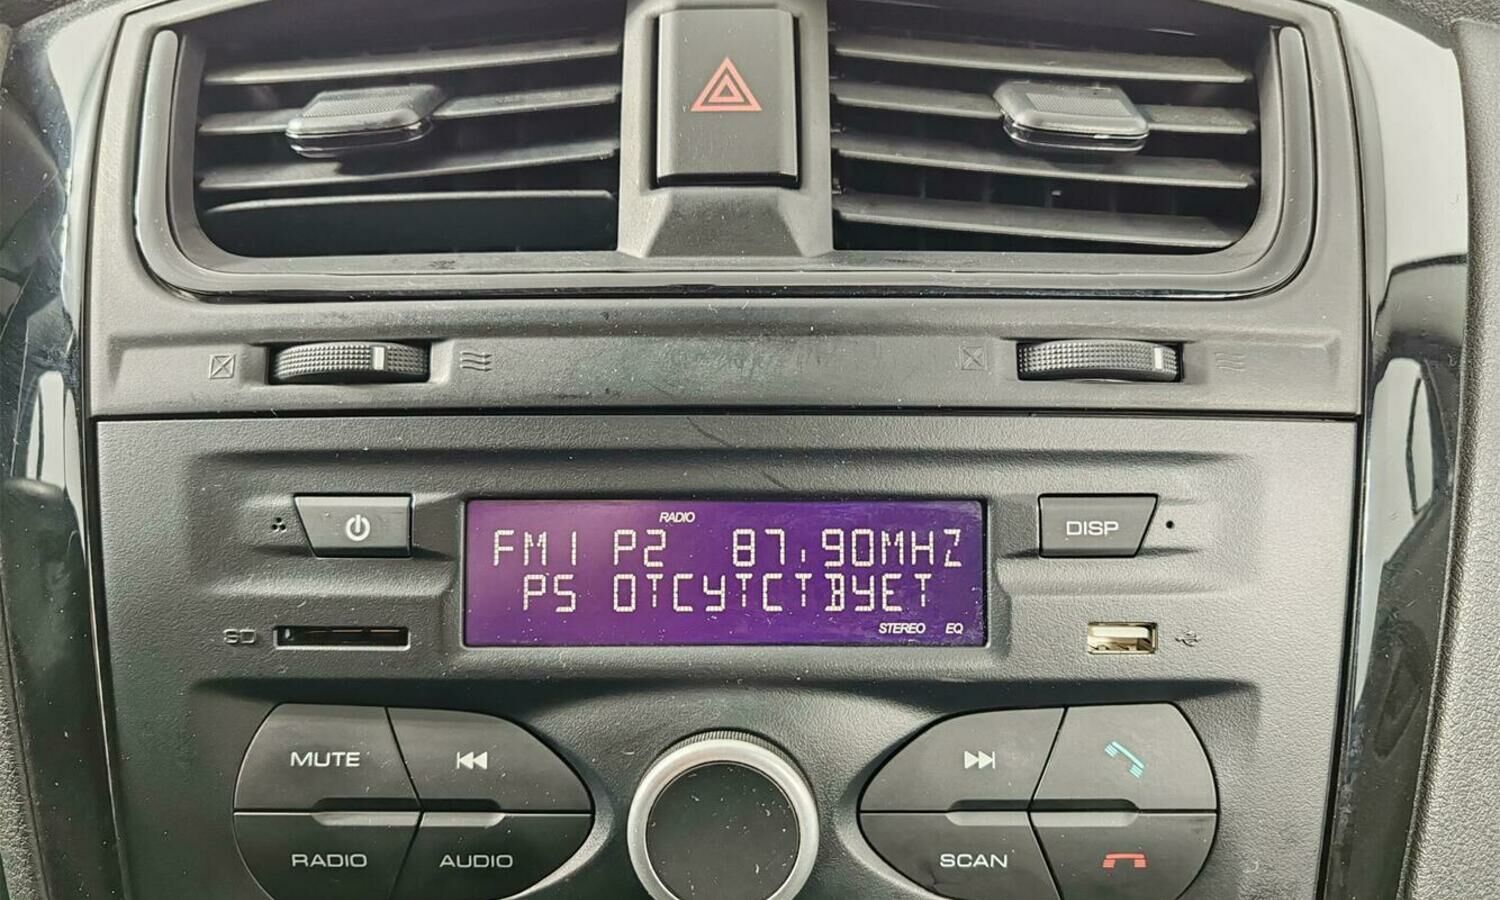 RADIO
FM1 P2 87.90MHZ
PS ОТСУТСТВУЕТ
STEREO EQ
DISP
SD
MUTE
RADIO
AUDIO
SCAN